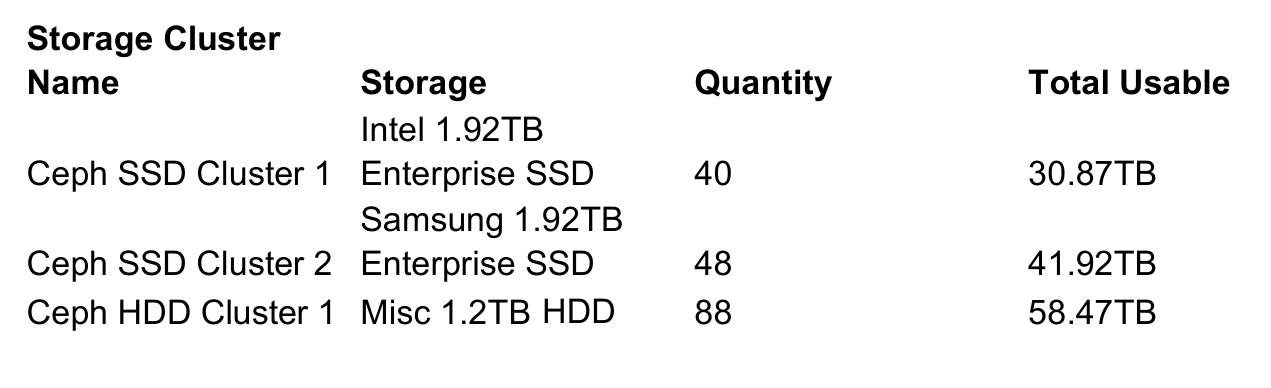 Storage Cluster
Name Storage Quantity Total Usable
Intel 1.92TB
Ceph SSD Cluster 1 Enterprise SSD 40 30.87TB
Samsung 1.92TB
Ceph SSD Cluster 2 Enterprise SSD 48 41.92TB
Ceph HDD Cluster 1 Misc 1.2TB HDD 88 58.47TB